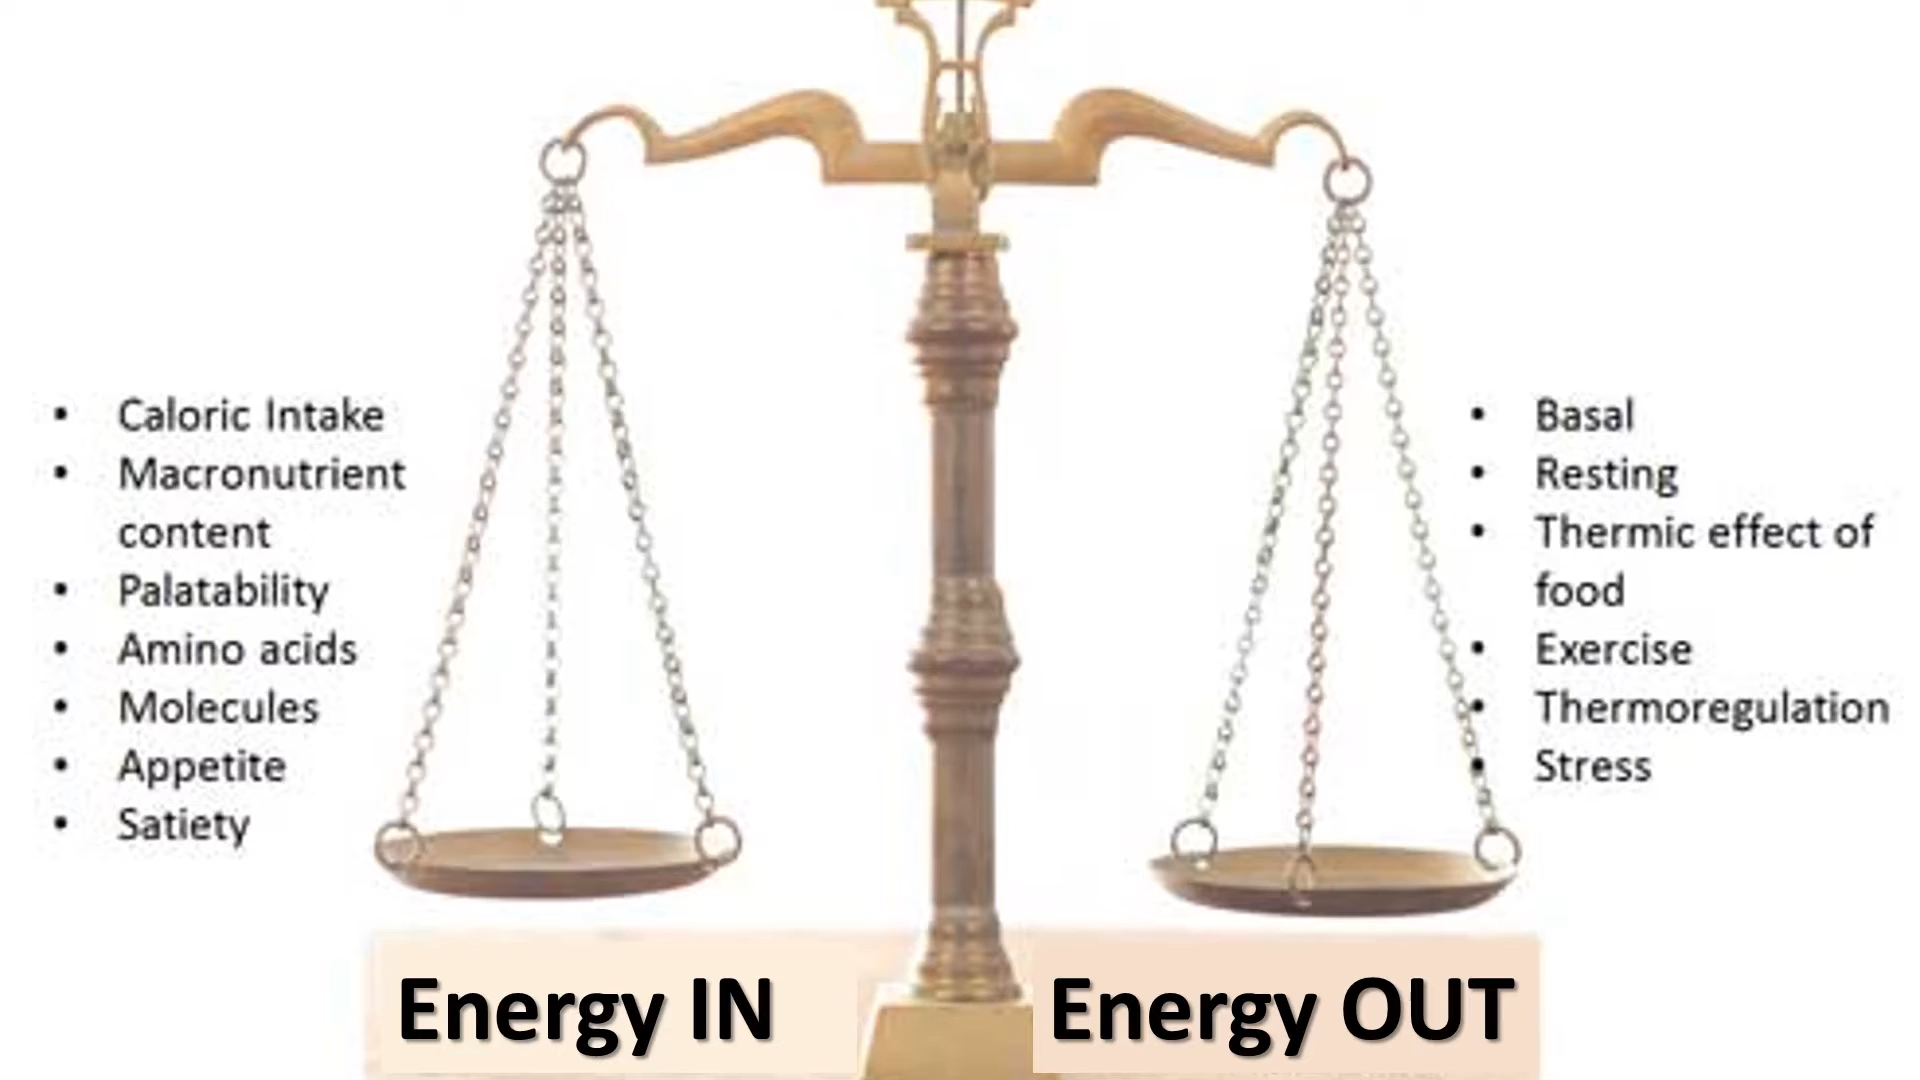 • Caloric Intake
• Macronutrient
content
• Palatability
• Amino acids
• Molecules
• Appetite
• Satiety
• Basal
• Resting
• Thermic effect of
food
• Exercise
• Thermoregulation
• Stress
Energy IN
Energy OUT